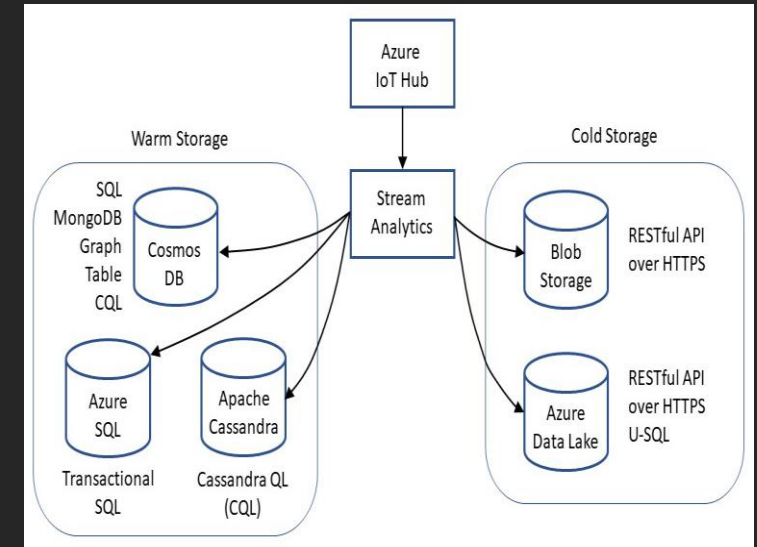 Azure
IoT Hub
Warm Storage
Cold Storage
Stream
Analytics
SQL
MongoDB
Graph
Table
CQL
Cosmos
DB
Blob
Storage
RESTful API
over HTTPS
Azure
SQL
Transactional
SQL
Apache
Cassandra
Cassandra QL
(CQL)
Azure
Data Lake
RESTful API
over HTTPS
U-SQL